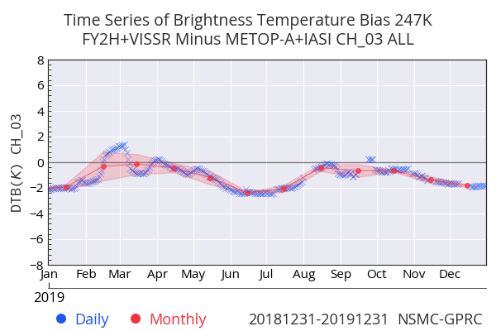 Time Series of Brightness Temperature Bias 247K
FY2H+VISSR Minus METOP-A+IASI CH_03 ALL
DTB(K) CH_03
8
6
4
2
0
−2
−4
−6
−8
Jan Feb Mar Apr May Jun Jul Aug Sep Oct Nov Dec
2019
Daily Monthly 20181231-20191231 NSMC-GPRC